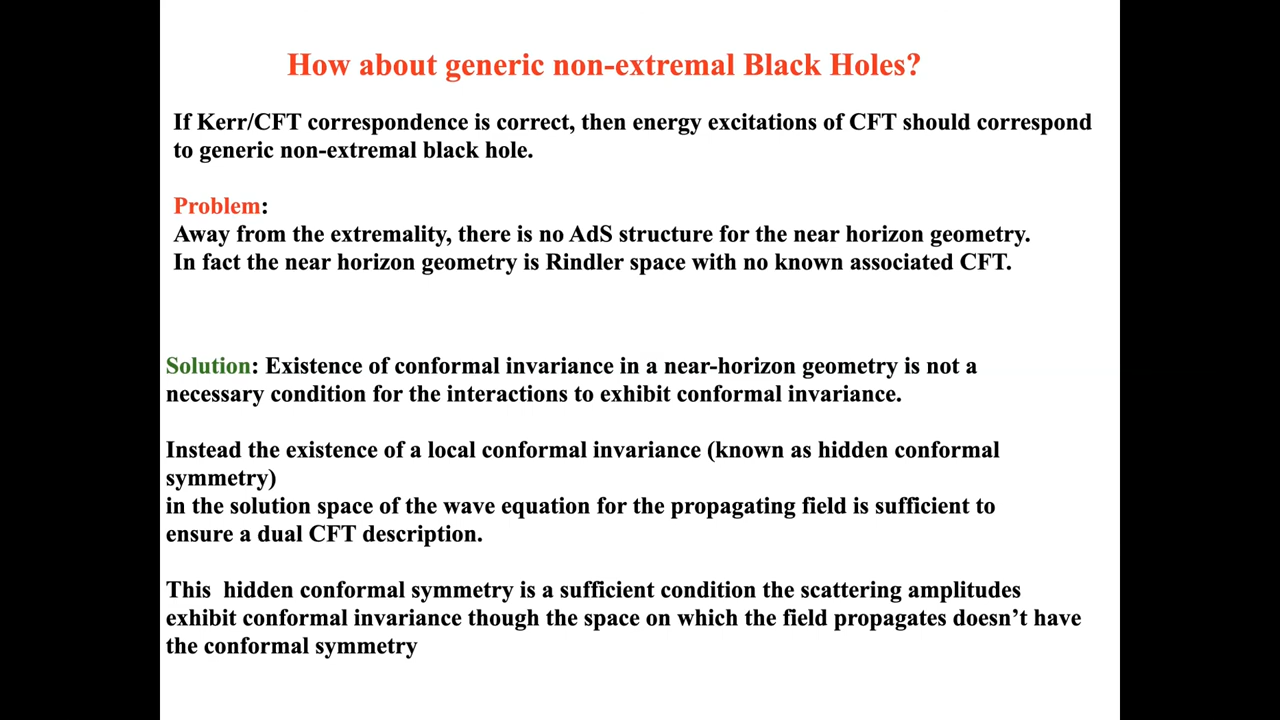 How about generic non-extremal Black Holes?
If Kerr/CFT correspondence is correct, then energy excitations of CFT should correspond
to generic non-extremal black hole.
Problem:
Away from the extremality, there is no AdS structure for the near horizon geometry.
In fact the near horizon geometry is Rindler space with no known associated CFT.
Solution: Existence of conformal invariance in a near-horizon geometry is not a
necessary condition for the interactions to exhibit conformal invariance.
Instead the existence of a local conformal invariance (known as hidden conformal
symmetry)
in the solution space of the wave equation for the propagating field is sufficient to
ensure a dual CFT description.
This hidden conformal symmetry is a sufficient condition the scattering amplitudes
exhibit conformal invariance though the space on which the field propagates doesn’t have
the conformal symmetry